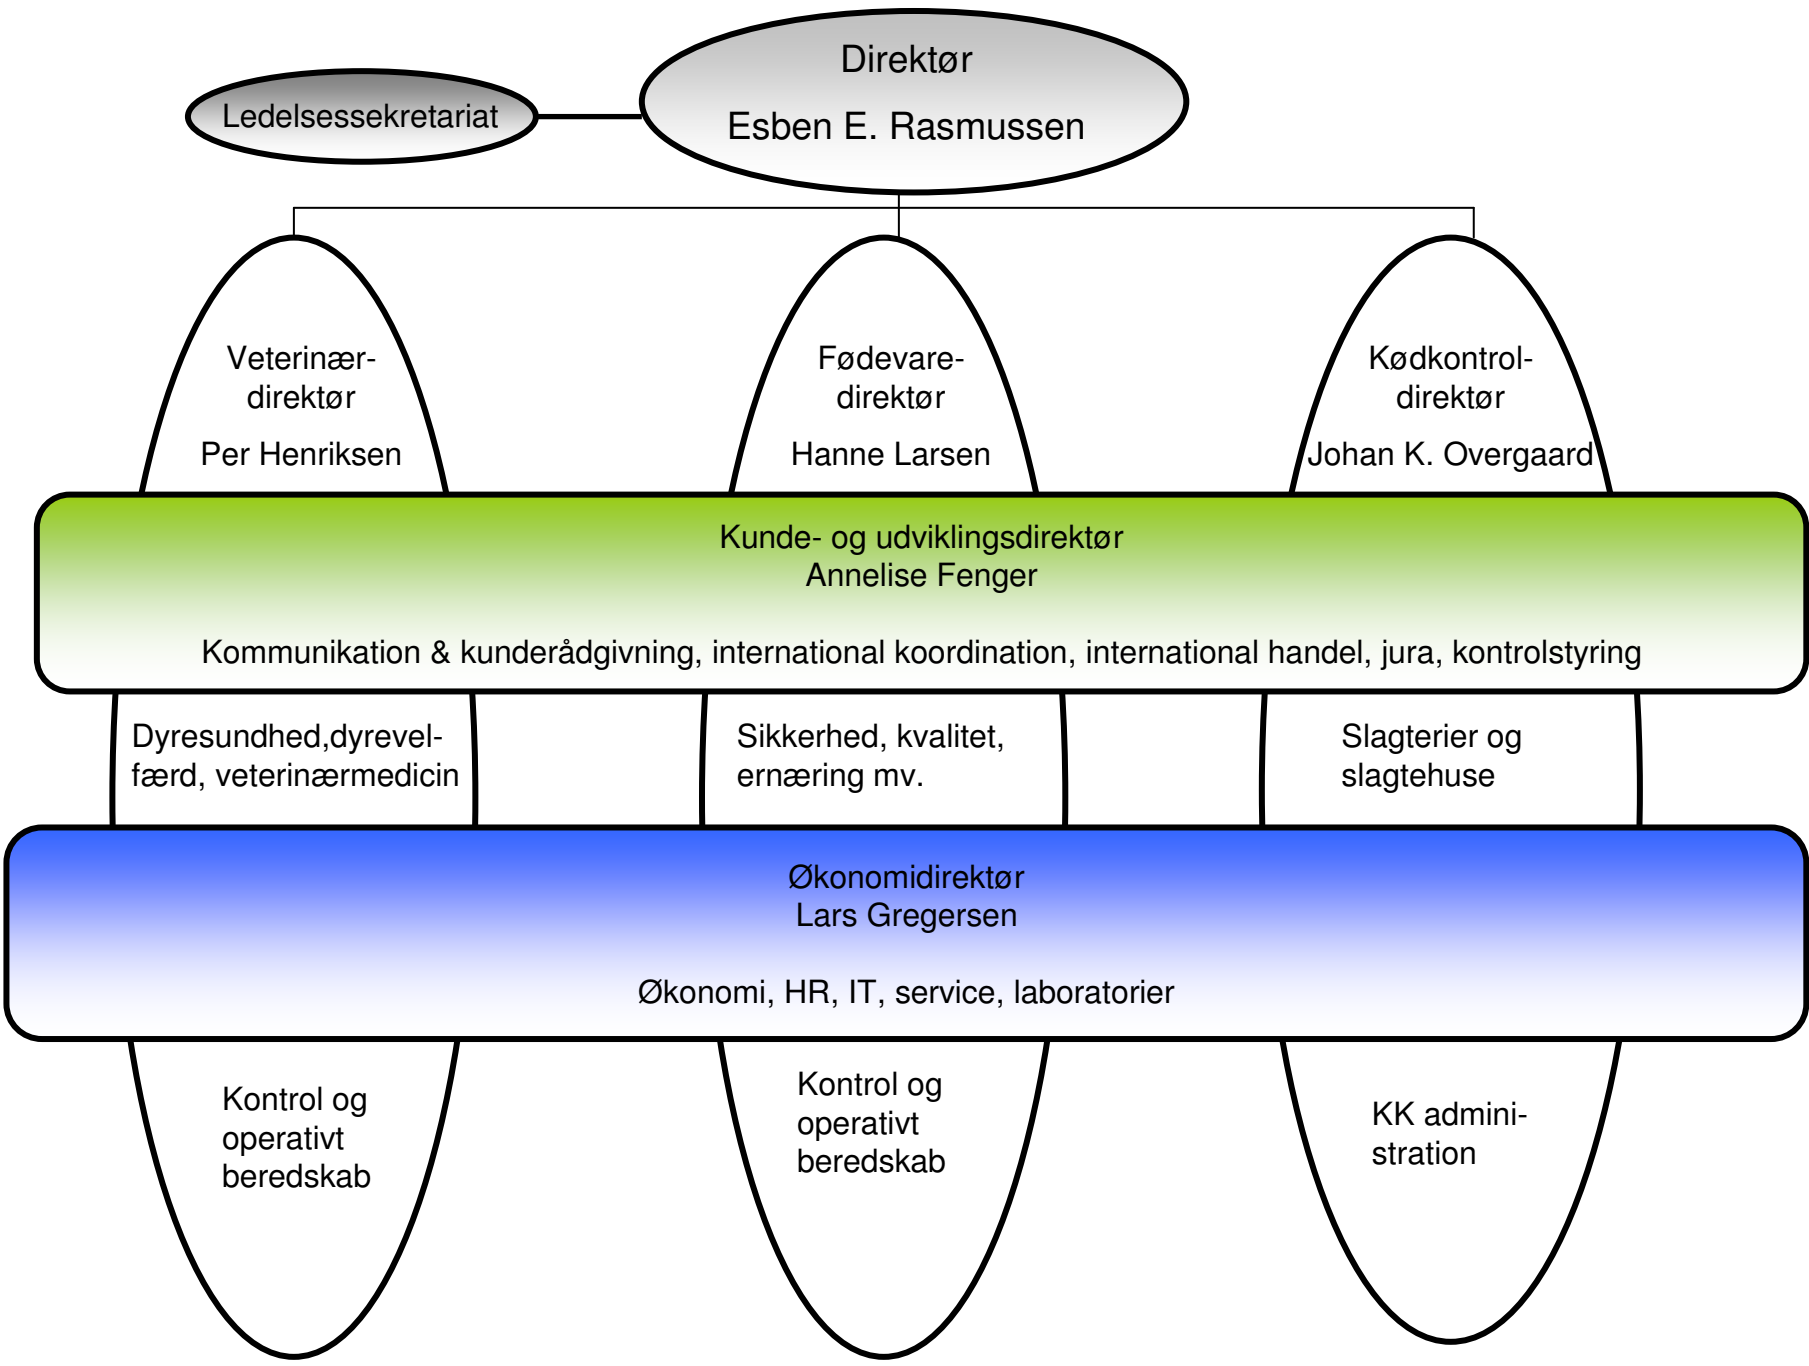 Direktør
Esben E. Rasmussen
Ledelsessekretariat
Veterinær-
direktør
Per Henriksen
Fødevare-
direktør
Hanne Larsen
Kødkontrol-
direktør
Johan K. Overgaard
Kunde- og udviklingsdirektør
Annelise Fenger
Kommunikation & kunderådgivning, international koordination, international handel, jura, kontrolstyring
Dyresundhed,dyrevel-
færd, veterinærmedicin
Sikkerhed, kvalitet,
ernæring mv.
Slagterier og
slagtehuse
Økonomidirektør
Lars Gregersen
Økonomi, HR, IT, service, laboratorier
Kontrol og
operativt
beredskab
Kontrol og
operativt
beredskab
KK admini-
stration